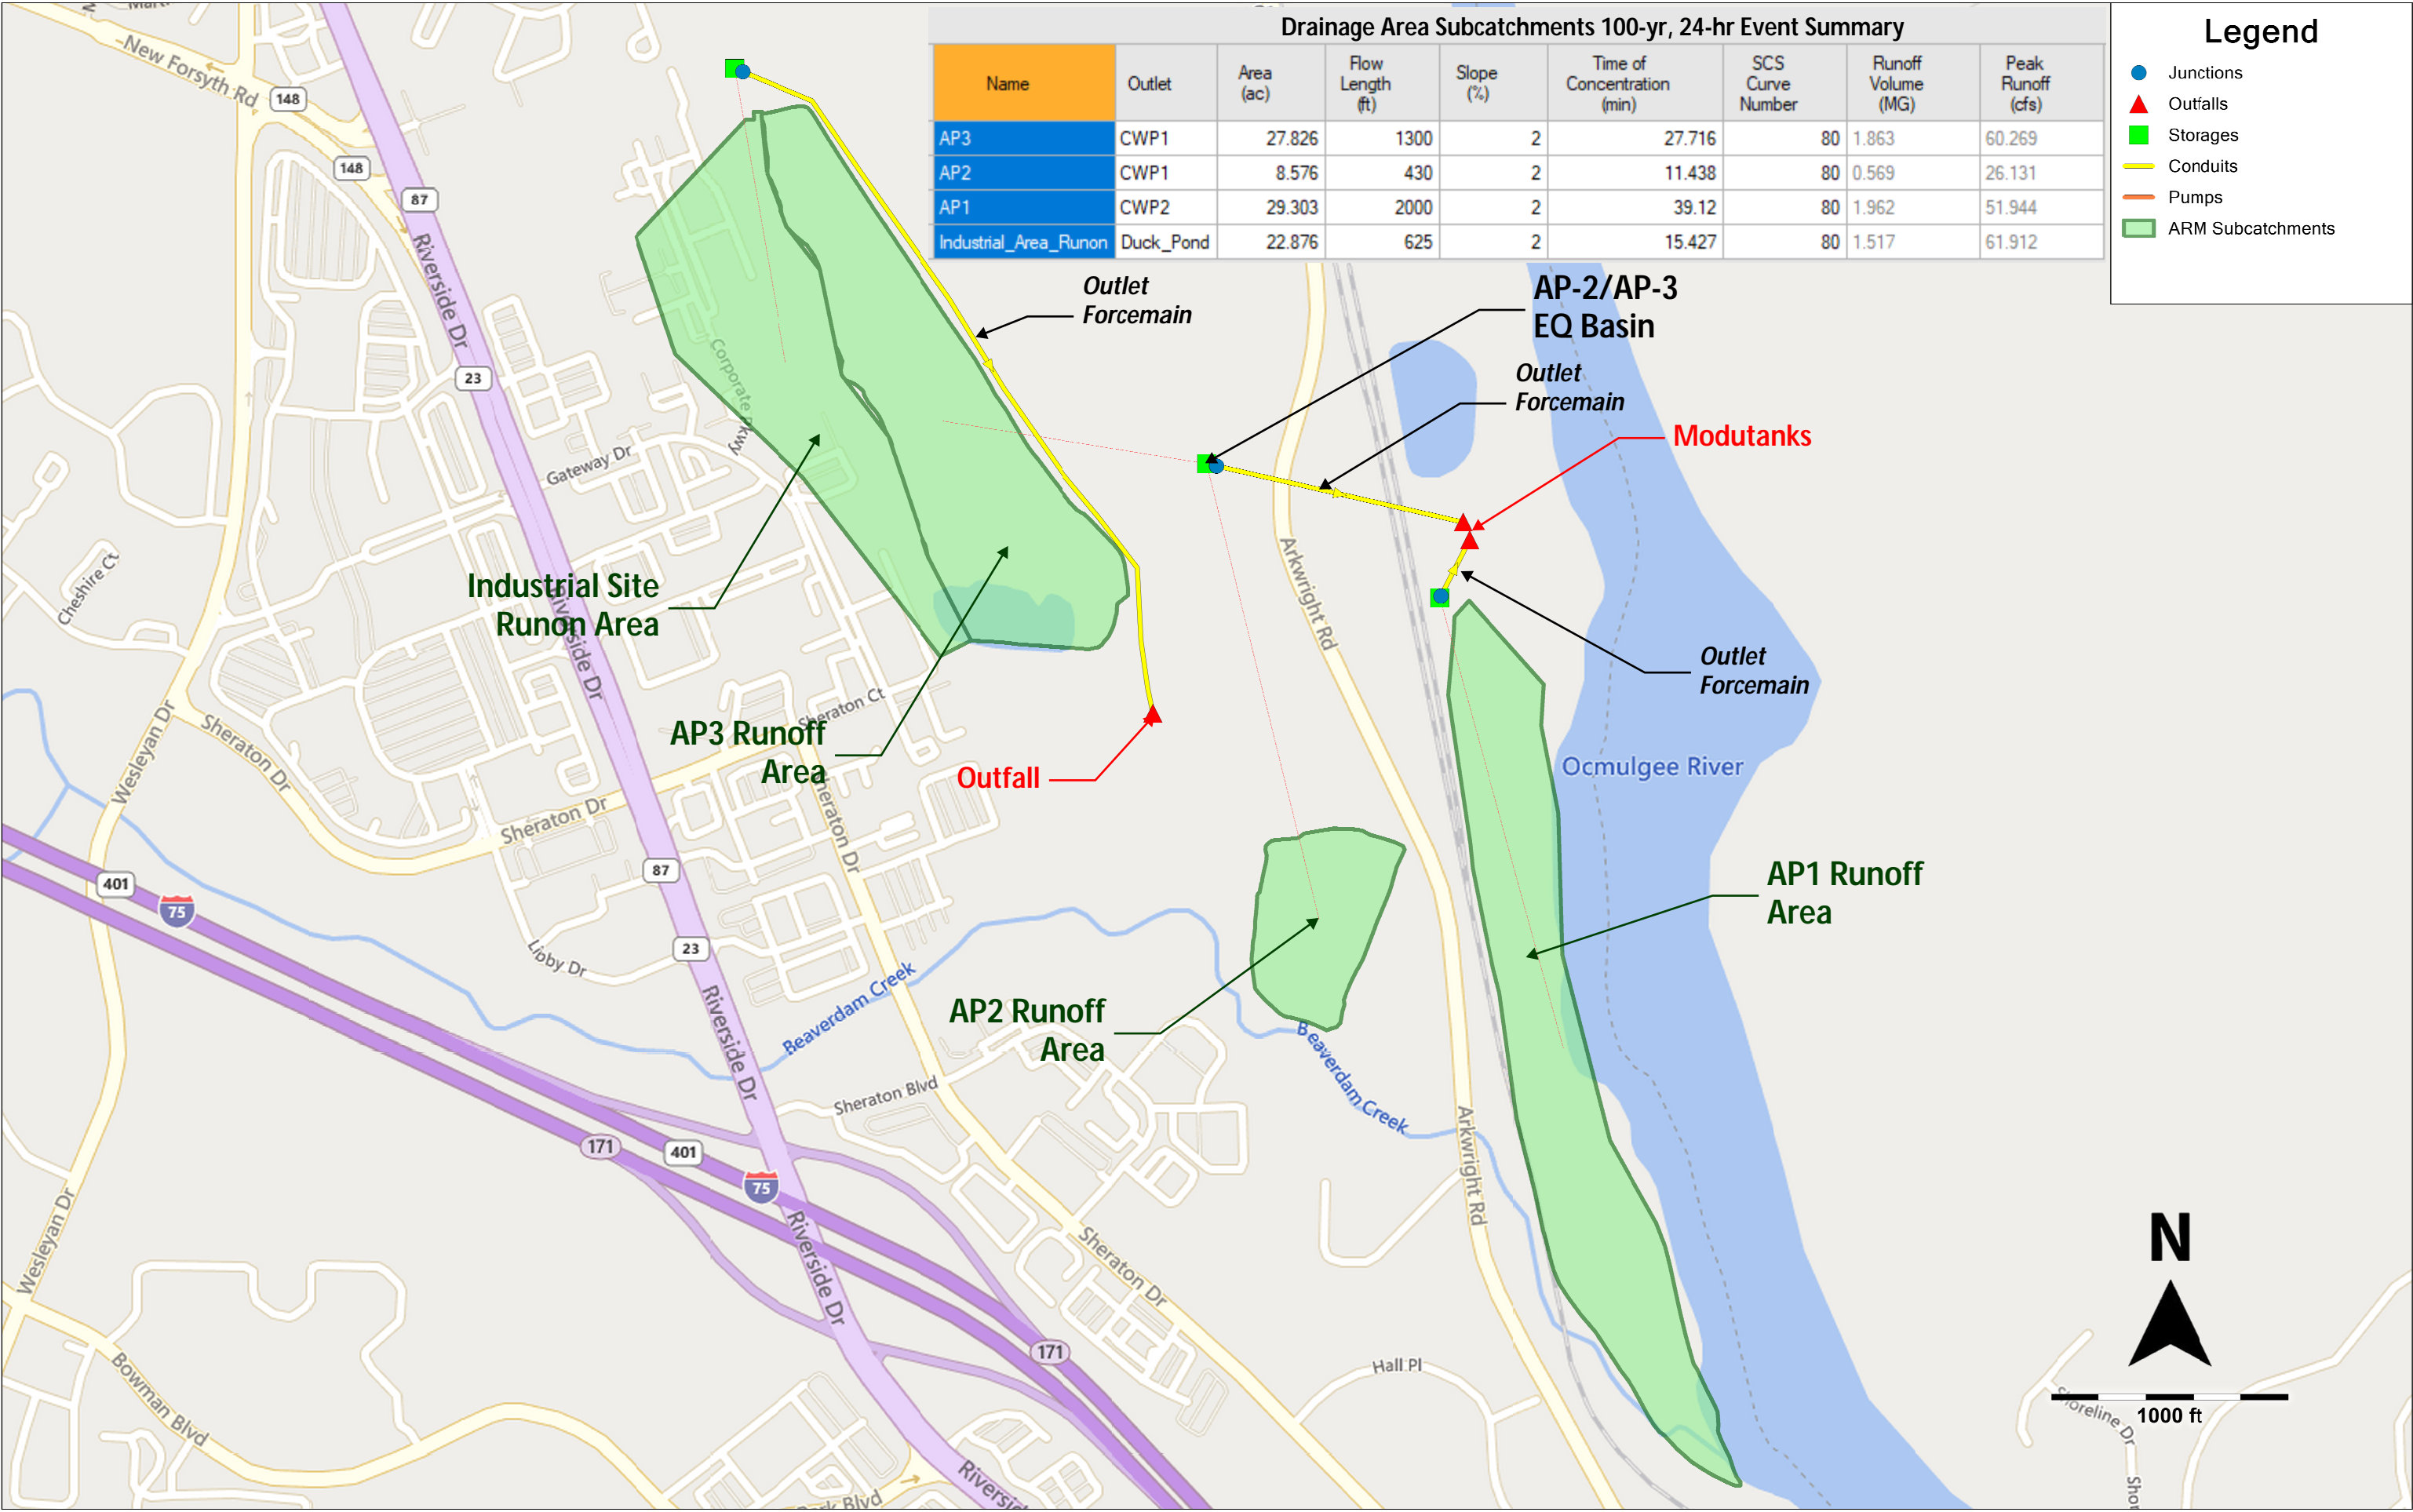 Drainage Area Subcatchments 100-yr, 24-hr Event Summary
Name Outlet Area (ac) Flow Length (ft) Slope (%) Time of Concentration (min) SCS Curve Number Runoff Volume (MG) Peak Runoff (cfs)
AP3 CWP1 27.826 1300 2 27.716 80 1.863 60.269
AP2 CWP1 8.576 430 2 11.438 80 0.569 26.131
AP1 CWP2 29.303 2000 2 39.12 80 1.962 51.944
Industrial_Area_Runon Duck_Pond 22.876 625 2 15.427 80 1.517 61.912
Legend
Junctions
Outfalls
Storages
Conduits
Pumps
ARM Subcatchments
New Forsyth Rd
148
148
87
Riverside Dr
23
Corporate Pkwy
Gateway Dr
Outlet
Forcemain
AP-2/AP-3
EQ Basin
Outlet
Forcemain
Modutanks
Arkwright Rd
Cheshire Ct
Industrial Site
Runon Area
Riverside Dr
Outlet
Forcemain
Sheraton Ct
AP3 Runoff
Area
Outfall
Ocmulgee River
Wesleyan Dr
Sheraton Dr
Sheraton Dr
Sheraton Dr
87
401
75
AP1 Runoff
Area
23
Libby Dr
Riverside Dr
Beaverdam Creek
AP2 Runoff
Area
Beaverdam Creek
Sheraton Blvd
Arkwright Rd
171
401
75
Wesleyan Dr
Riverside Dr
Sheraton Dr
N
171
Hall Pl
Bowman Blvd
1000 ft
Shoreline Dr
Riversi
Park Blvd
Sho